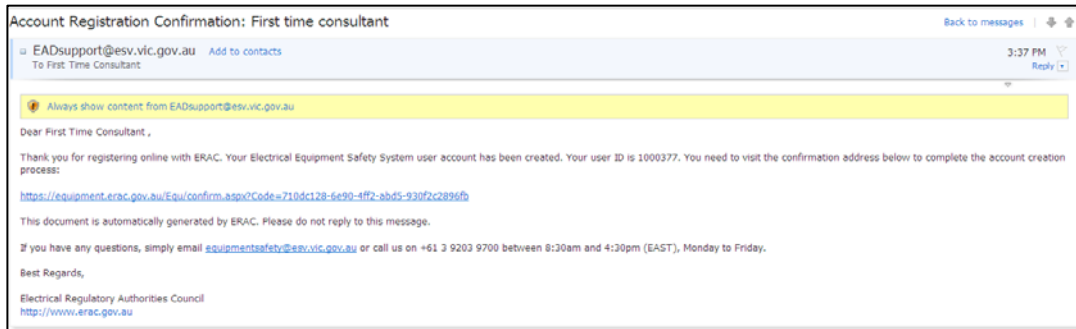 Account Registration Confirmation: First time consultant
Back to messages
EADsupport@esv.vic.gov.au Add to contacts
3:37 PM
To First Time Consultant
Reply
Always show content from EADsupport@esv.vic.gov.au
Dear First Time Consultant ,
Thank you for registering online with ERAC. Your Electrical Equipment Safety System user account has been created. Your user ID is 1000377. You need to visit the confirmation address below to complete the account creation
process:
https://equipment.erac.gov.au/Equ/confirm.aspx?Code=710dc128-6e90-4ff2-abd5-930f2c2896fb
This document is automatically generated by ERAC. Please do not reply to this message.
If you have any questions, simply email equipmentsafety@esv.vic.gov.au or call us on +61 3 9203 9700 between 8:30am and 4:30pm (EAST), Monday to Friday.
Best Regards,
Electrical Regulatory Authorities Council
http://www.erac.gov.au